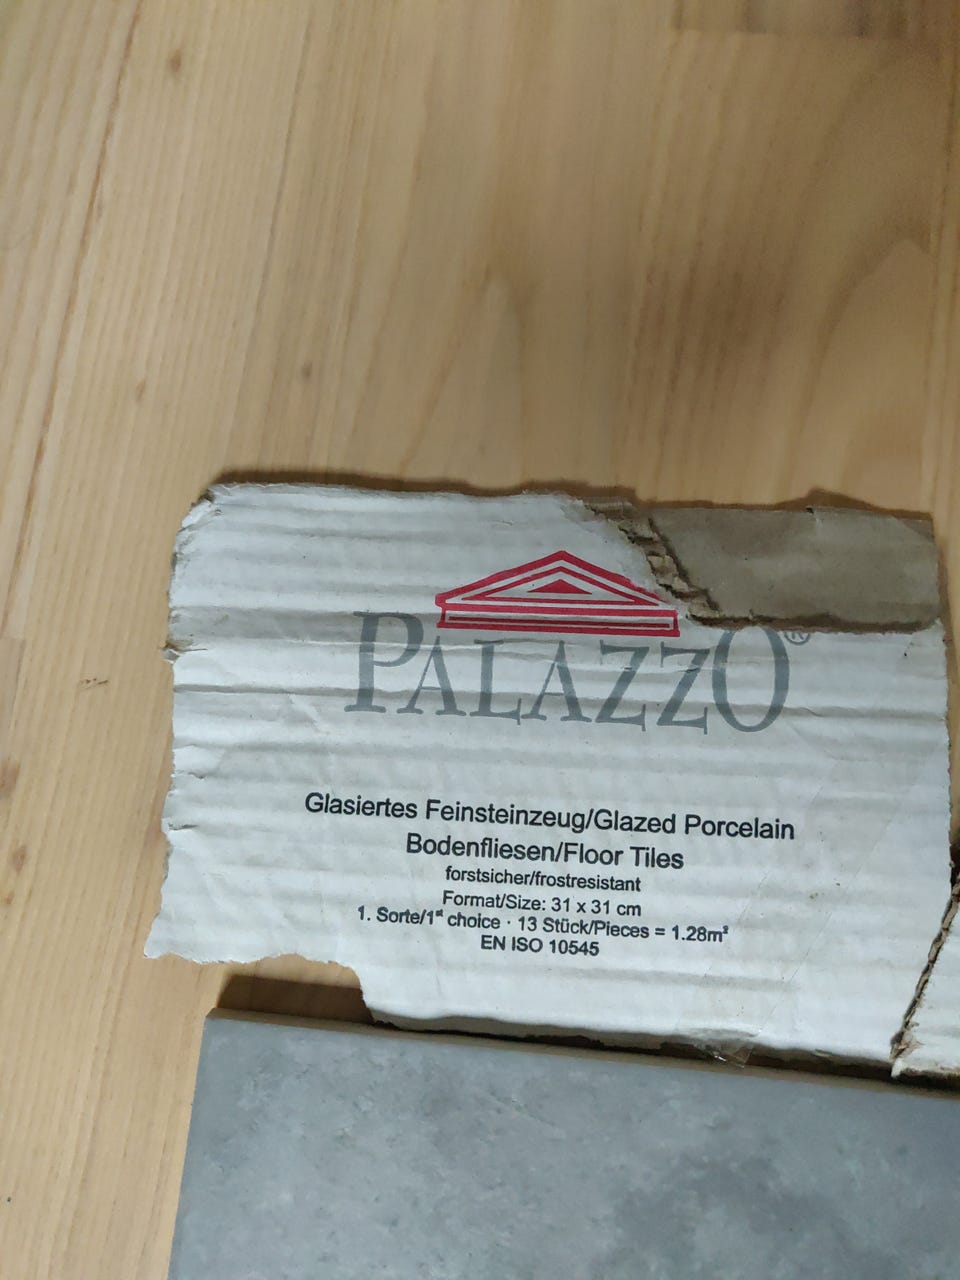 PALAZZO®
Glasiertes Feinsteinzeug/Glazed Porcelain
Bodenfliesen/Floor Tiles
forstsicher/frostresistant
Format/Size: 31 x 31 cm
1. Sorte/1st choice · 13 Stück/Pieces = 1.28m²
EN ISO 10545